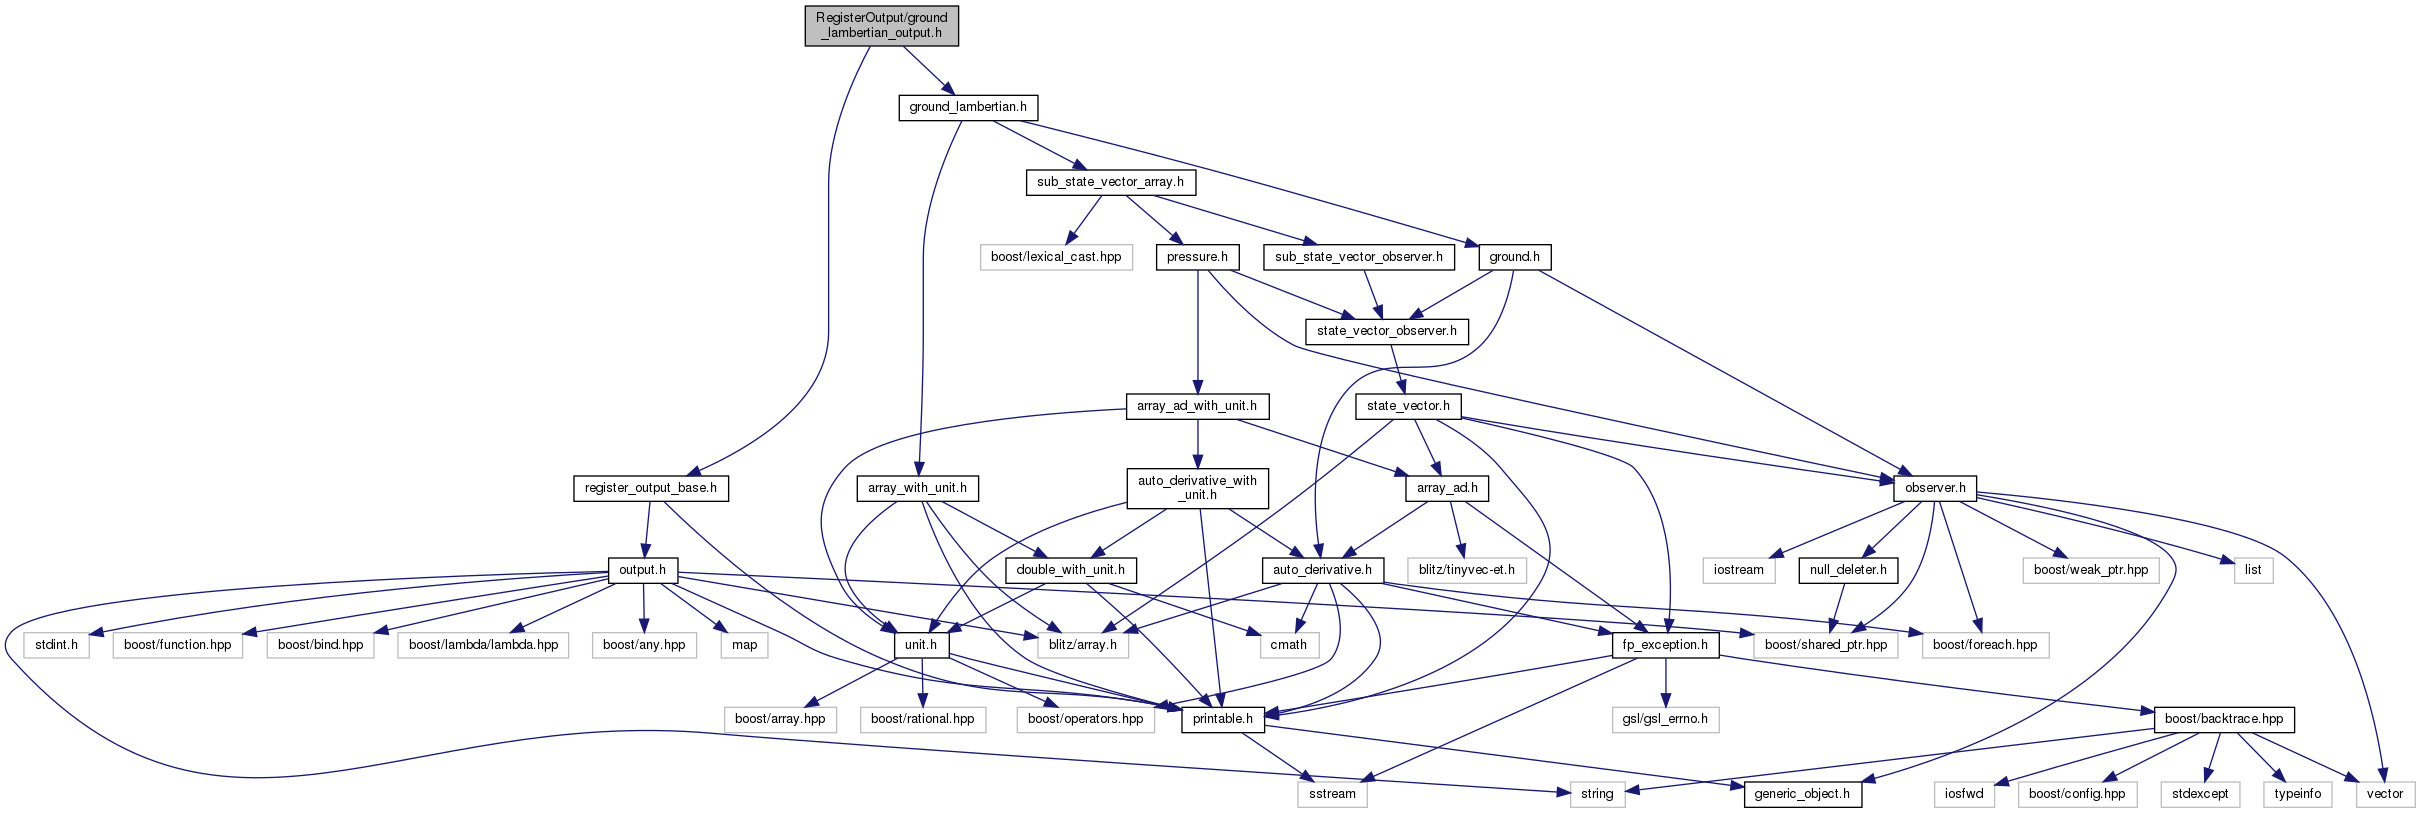 RegisterOutput/ground
_lambertian_output.h
ground_lambertian.h
sub_state_vector_array.h
boost/lexical_cast.hpp
pressure.h
sub_state_vector_observer.h
ground.h
state_vector_observer.h
array_ad_with_unit.h
state_vector.h
register_output_base.h
array_with_unit.h
auto_derivative_with
_unit.h
array_ad.h
observer.h
output.h
double_with_unit.h
auto_derivative.h
blitz/tinyvec-et.h
iostream
null_deleter.h
boost/weak_ptr.hpp
list
stdint.h
boost/function.hpp
boost/bind.hpp
boost/lambda/lambda.hpp
boost/any.hpp
map
unit.h
blitz/array.h
cmath
fp_exception.h
boost/shared_ptr.hpp
boost/foreach.hpp
boost/array.hpp
boost/rational.hpp
boost/operators.hpp
printable.h
gsl/gsl_errno.h
boost/backtrace.hpp
sstream
string
generic_object.h
iosfwd
boost/config.hpp
stdexcept
typeinfo
vector